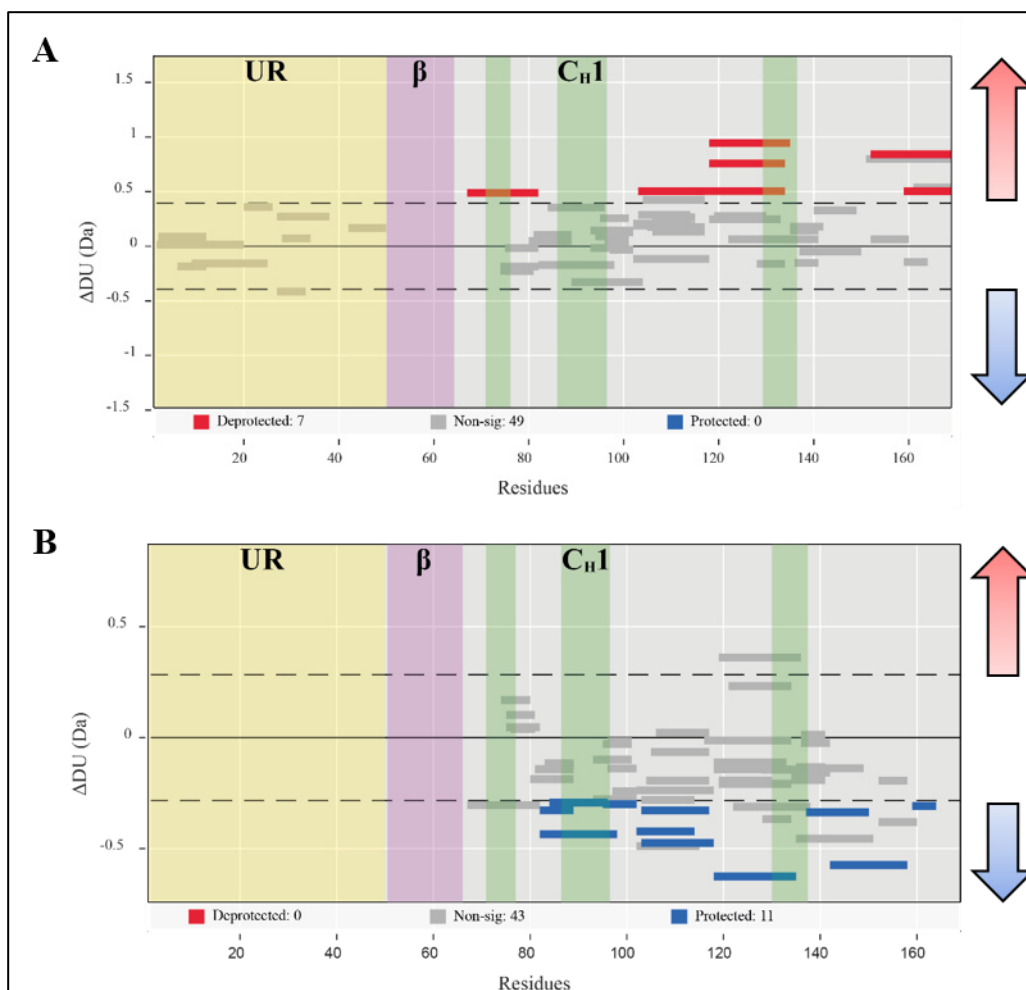 A
UR β C_H1
1.5
1
0.5
0
-0.5
-1
-1.5
ΔDU (Da)
Deprotected: 7 Non-sig: 49 Protected: 0
20 40 60 80 100 120 140 160
Residues
B
UR β C_H1
0.5
0
-0.5
ΔDU (Da)
Deprotected: 0 Non-sig: 43 Protected: 11
20 40 60 80 100 120 140 160
Residues